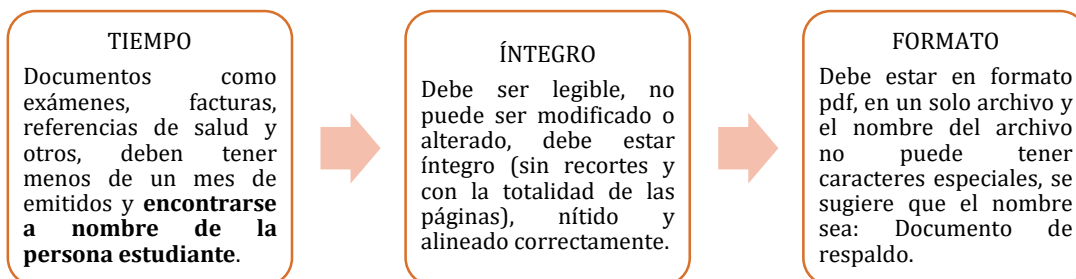 TIEMPO
Documentos como
exámenes, facturas,
referencias de salud y
otros, deben tener
menos de un mes de
emitidos y encontrarse
a nombre de la
persona estudiante.
ÍNTEGRO
Debe ser legible, no
puede ser modificado o
alterado, debe estar
íntegro (sin recortes y
con la totalidad de las
páginas), nítido y
alineado correctamente.
FORMATO
Debe estar en formato
pdf, en un solo archivo y
el nombre del archivo
no puede tener
caracteres especiales, se
sugiere que el nombre
sea: Documento de
respaldo.